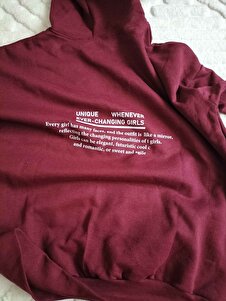 UNIQUE WHENEVER
EVER-CHANGING GIRLS
Every girl has many faces, and the outfit is like a mirror,
reflecting the changing personalities of f girls.
Girls can be elegant, futuristic cool c
and romantic, or sweet and